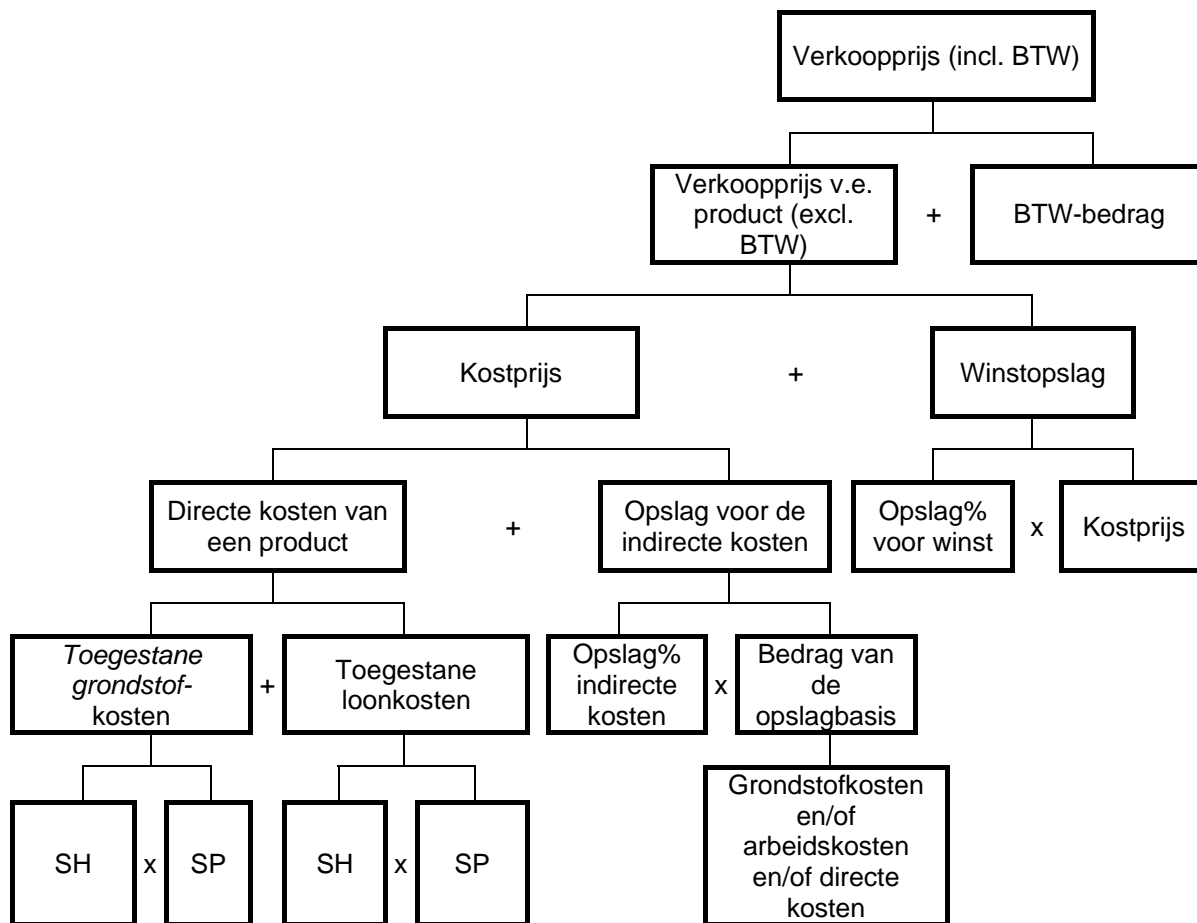 Verkoopprijs (incl. BTW)
Verkoopprijs v.e.
product (excl.
BTW)
+
BTW-bedrag
Kostprijs
+
Winstopslag
Directe kosten van
een product
+
Opslag voor de
indirecte kosten
Opslag%
voor winst
x
Kostprijs
Toegestane
grondstof-
kosten
+
Toegestane
loonkosten
Opslag%
indirecte
kosten
x
Bedrag van
de
opslagbasis
SH
x
SP
SH
x
SP
Grondstofkosten
en/of
arbeidskosten
en/of directe
kosten